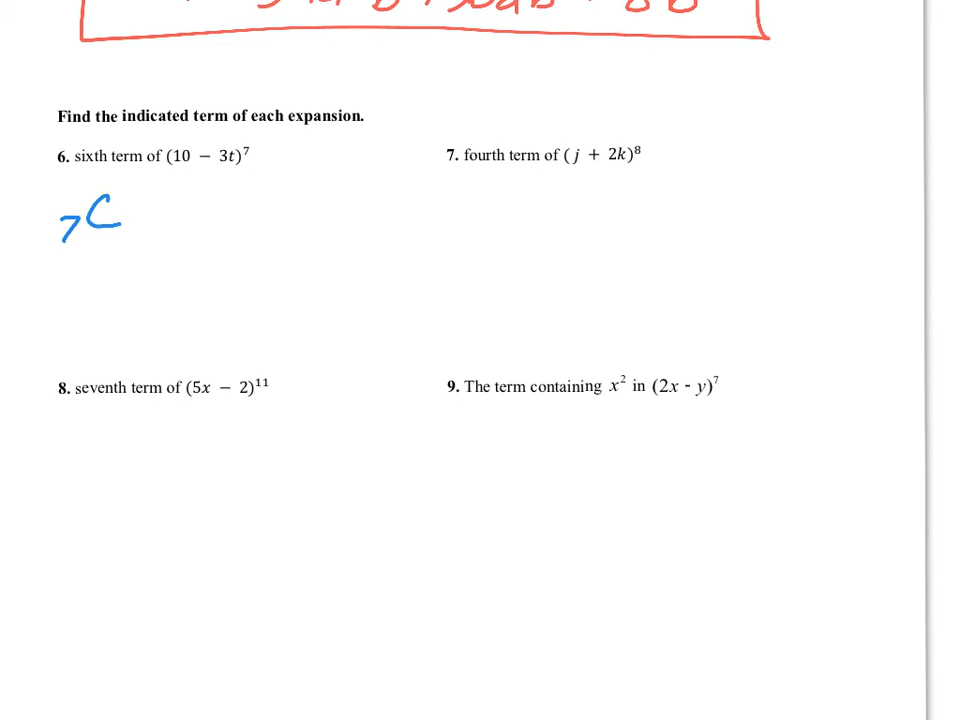 Find the indicated term of each expansion.
6. sixth term of (10 − 3t)⁷
7. fourth term of (j + 2k)⁸
₇C
8. seventh term of (5x − 2)¹¹
9. The term containing x² in (2x - y)⁷